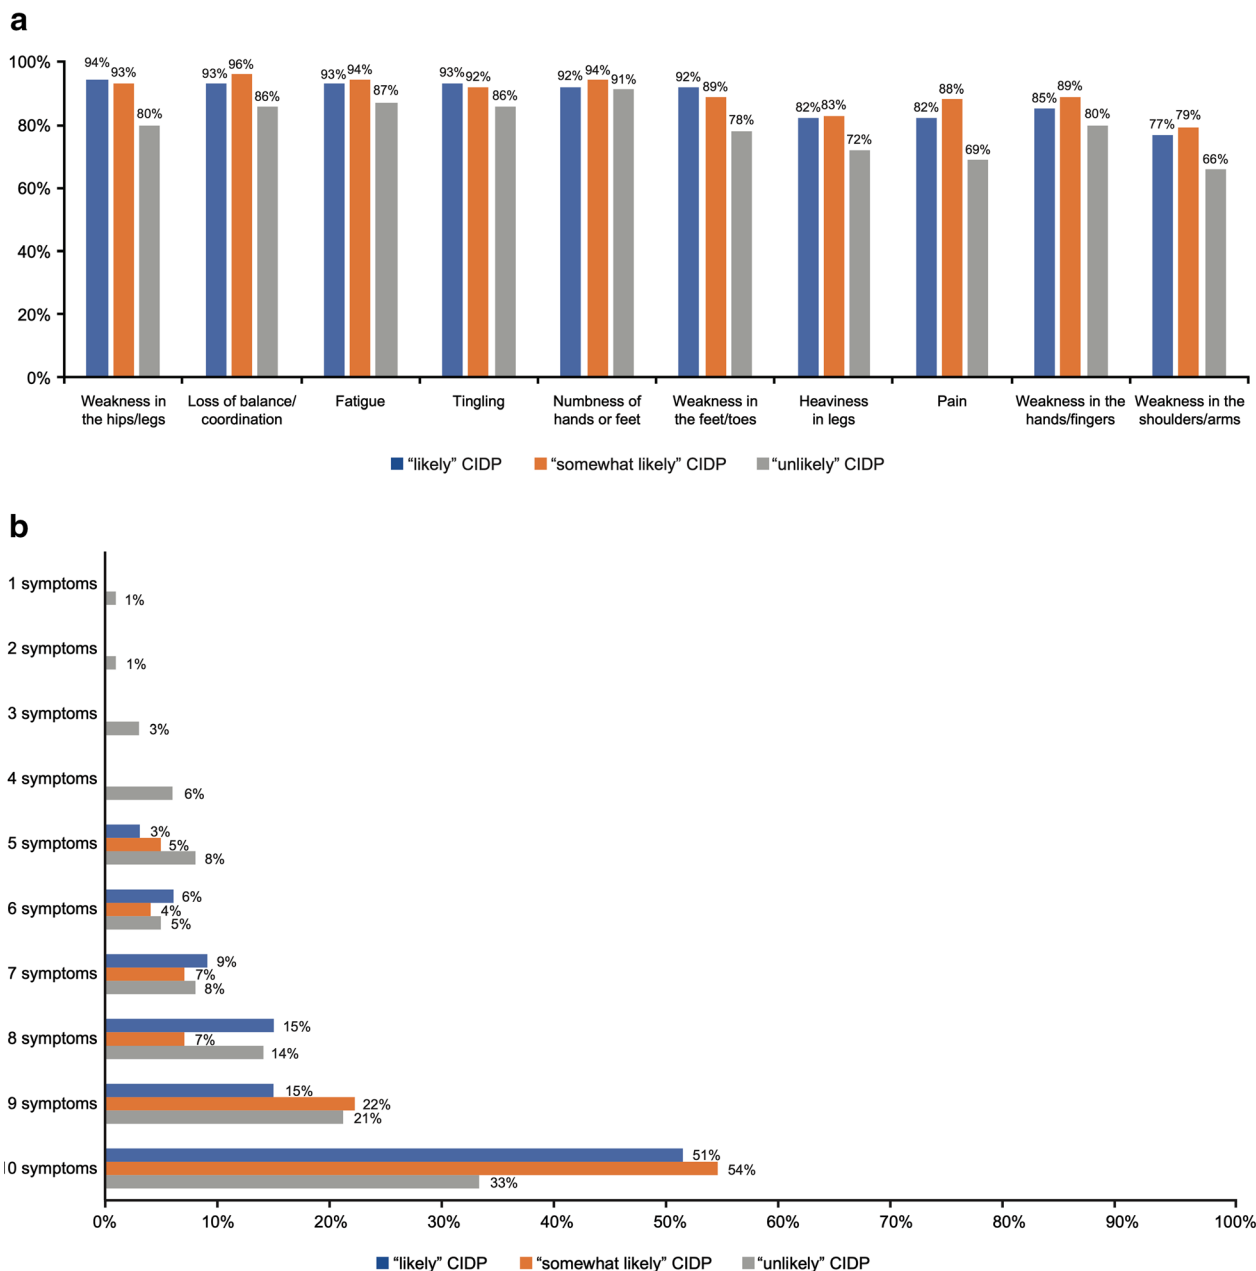 a
100%
80%
60%
40%
20%
0%
94%
93%
80%
93%
96%
86%
93%
94%
87%
93%
92%
86%
92%
94%
91%
92%
89%
78%
82%
83%
72%
82%
88%
69%
85%
89%
80%
77%
79%
66%
Weakness in
the hips/legs
Loss of balance/
coordination
Fatigue
Tingling
Numbness of
hands or feet
Weakness in
the feet/toes
Heaviness
in legs
Pain
Weakness in the
hands/fingers
Weakness in the
shoulders/arms
“likely” CIDP
“somewhat likely” CIDP
“unlikely” CIDP
b
1 symptoms
1%
2 symptoms
1%
3 symptoms
3%
4 symptoms
6%
5 symptoms
3%
5%
8%
6 symptoms
6%
4%
5%
7 symptoms
9%
7%
8%
8 symptoms
15%
7%
14%
9 symptoms
15%
22%
21%
10 symptoms
51%
54%
33%
0%
10%
20%
30%
40%
50%
60%
70%
80%
90%
100%
“likely” CIDP
“somewhat likely” CIDP
“unlikely” CIDP